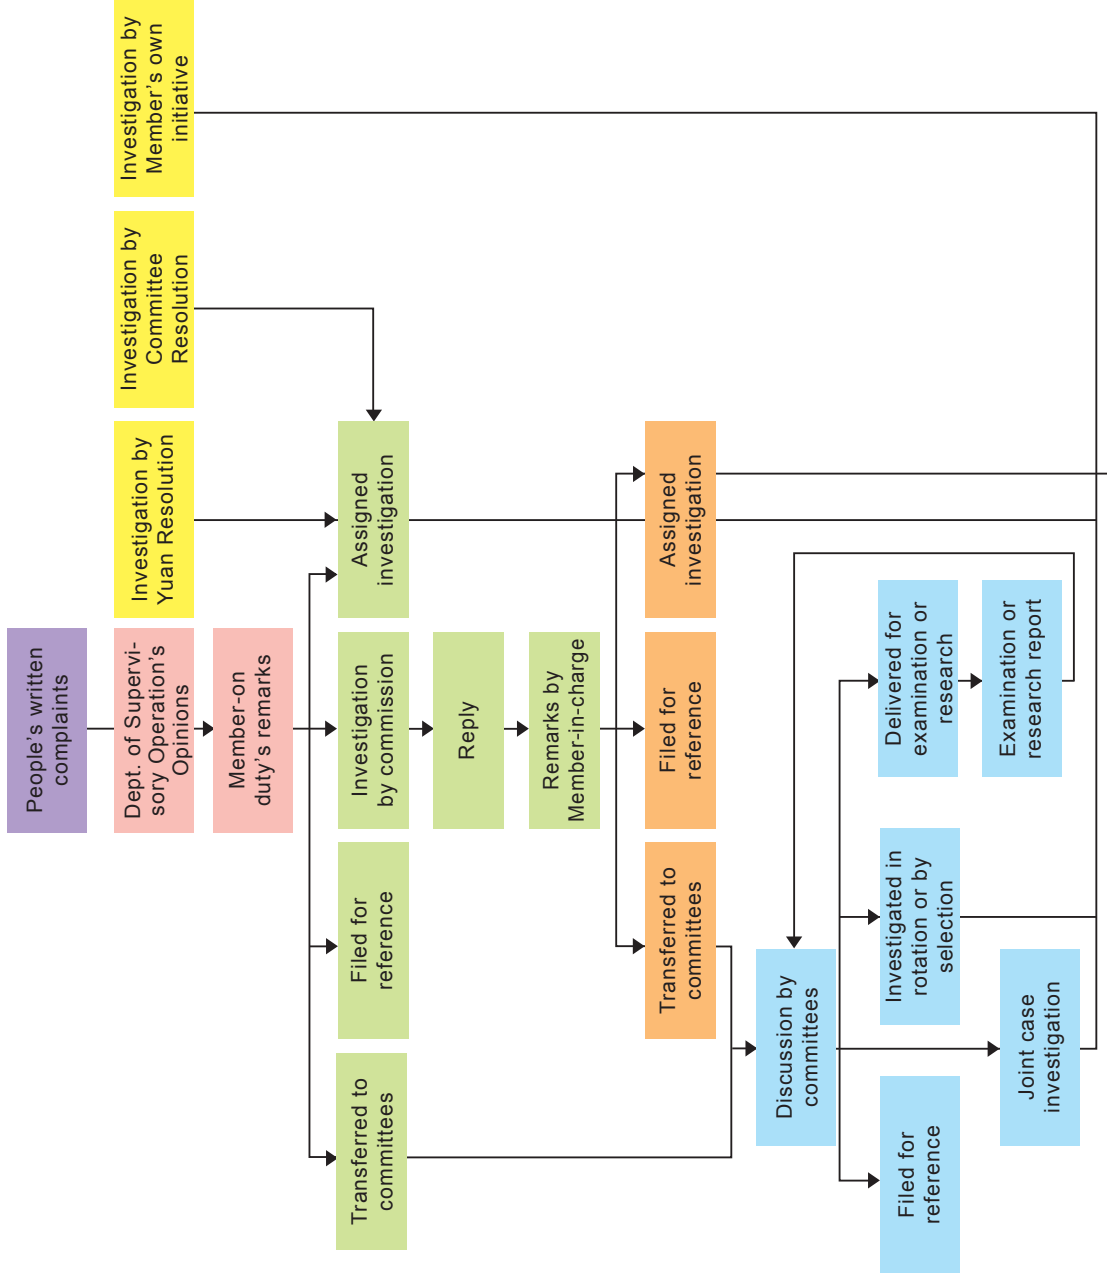 People's written
complaints
Investigation by
Yuan Resolution
Investigation by
Committee
Resolution
Investigation by
Member's own
initiative
Dept. of Supervi-
sory Operation's
Opinions
Member-on
duty's remarks
Transferred to
committees
Filed for
reference
Investigation
by commission
Assigned
investigation
Reply
Remarks by
Member-in-charge
Transferred to
committees
Filed for
reference
Assigned
investigation
Discussion by
committees
Filed for
reference
Investigated in
rotation or by
selection
Delivered for
examination or
research
Joint case
investigation
Examination or
research report